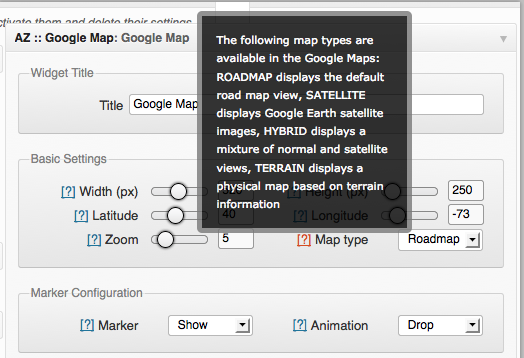 activate them and delete their settings
AZ :: Google Map: Google Map
The following map types are
available in the Google Maps:
ROADMAP displays the default
road map view, SATELLITE
displays Google Earth satellite
images, HYBRID displays a
mixture of normal and satellite
views, TERRAIN displays a
physical map based on terrain
information
Widget Title
Title Google Map
Basic Settings
[?] Width (px) Height (px) 250
[?] Latitude 40 Longitude -73
[?] Zoom 5 [?] Map type Roadmap
Marker Configuration
[?] Marker Show [?] Animation Drop